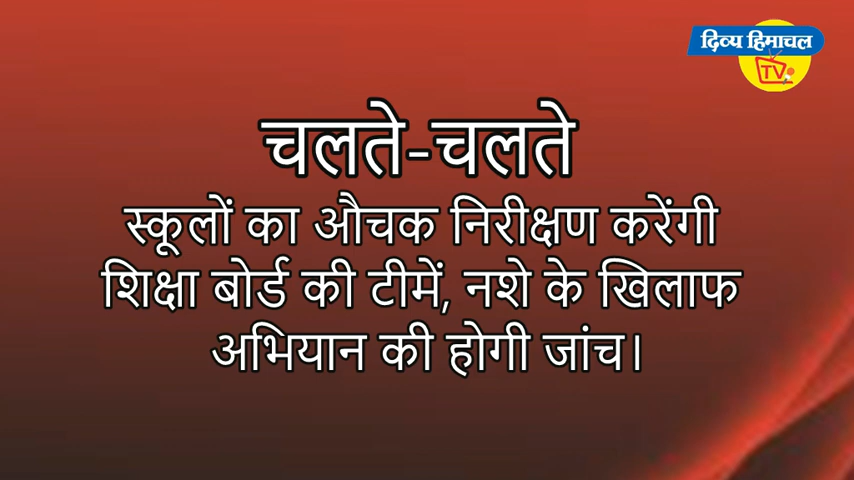 दिव्य हिमाचल
TV
चलते-चलते
स्कूलों का औचक निरीक्षण करेंगी
शिक्षा बोर्ड की टीमें, नशे के खिलाफ
अभियान की होगी जांच।